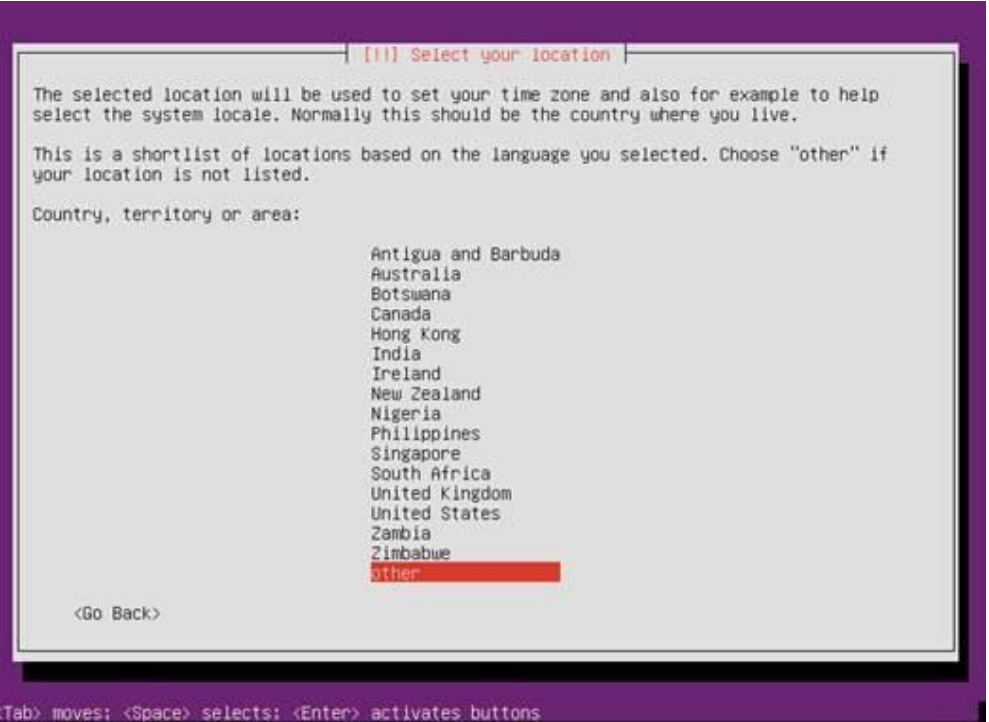 [!!] Select your location
The selected location will be used to set your time zone and also for example to help
select the system locale. Normally this should be the country where you live.
This is a shortlist of locations based on the language you selected. Choose "other" if
your location is not listed.
Country, territory or area:
Antigua and Barbuda
Australia
Botswana
Canada
Hong Kong
India
Ireland
New Zealand
Nigeria
Philippines
Singapore
South Africa
United Kingdom
United States
Zambia
Zimbabwe
other
<Go Back>
<Tab> moves; <Space> selects; <Enter> activates buttons